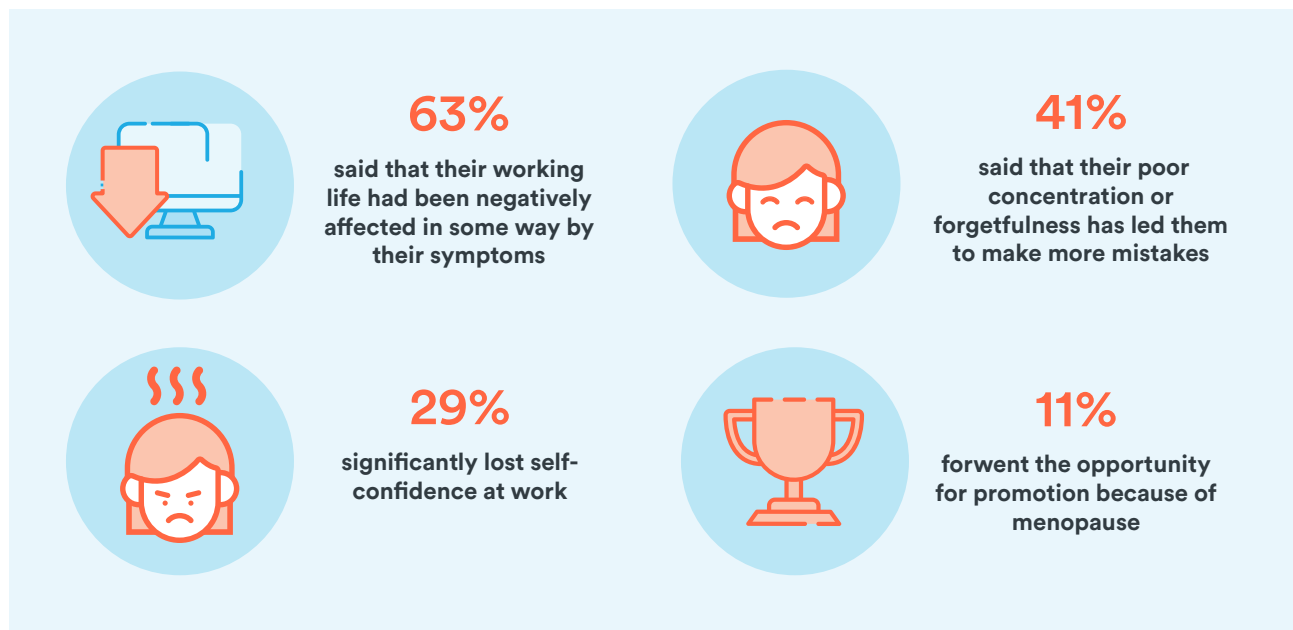 63%
said that their working
life had been negatively
affected in some way by
their symptoms
41%
said that their poor
concentration or
forgetfulness has led them
to make more mistakes
29%
significantly lost self-
confidence at work
11%
forwent the opportunity
for promotion because of
menopause